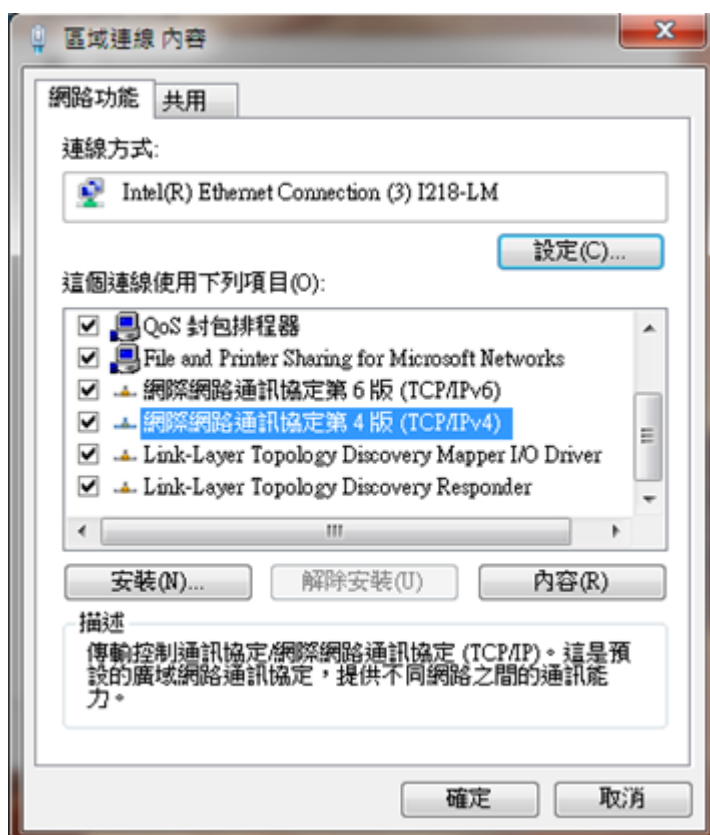 區域連線 內容
網路功能
共用
連線方式:
Intel(R) Ethernet Connection (3) I218-LM
設定(C)...
這個連線使用下列項目(O):
QoS 封包排程器
File and Printer Sharing for Microsoft Networks
網際網路通訊協定第 6 版 (TCP/IPv6)
網際網路通訊協定第 4 版 (TCP/IPv4)
Link-Layer Topology Discovery Mapper I/O Driver
Link-Layer Topology Discovery Responder
安裝(N)...
解除安裝(U)
內容(R)
描述
傳輸控制通訊協定/網際網路通訊協定 (TCP/IP)。這是預
設的廣域網路通訊協定，提供不同網路之間的通訊能
力。
確定
取消